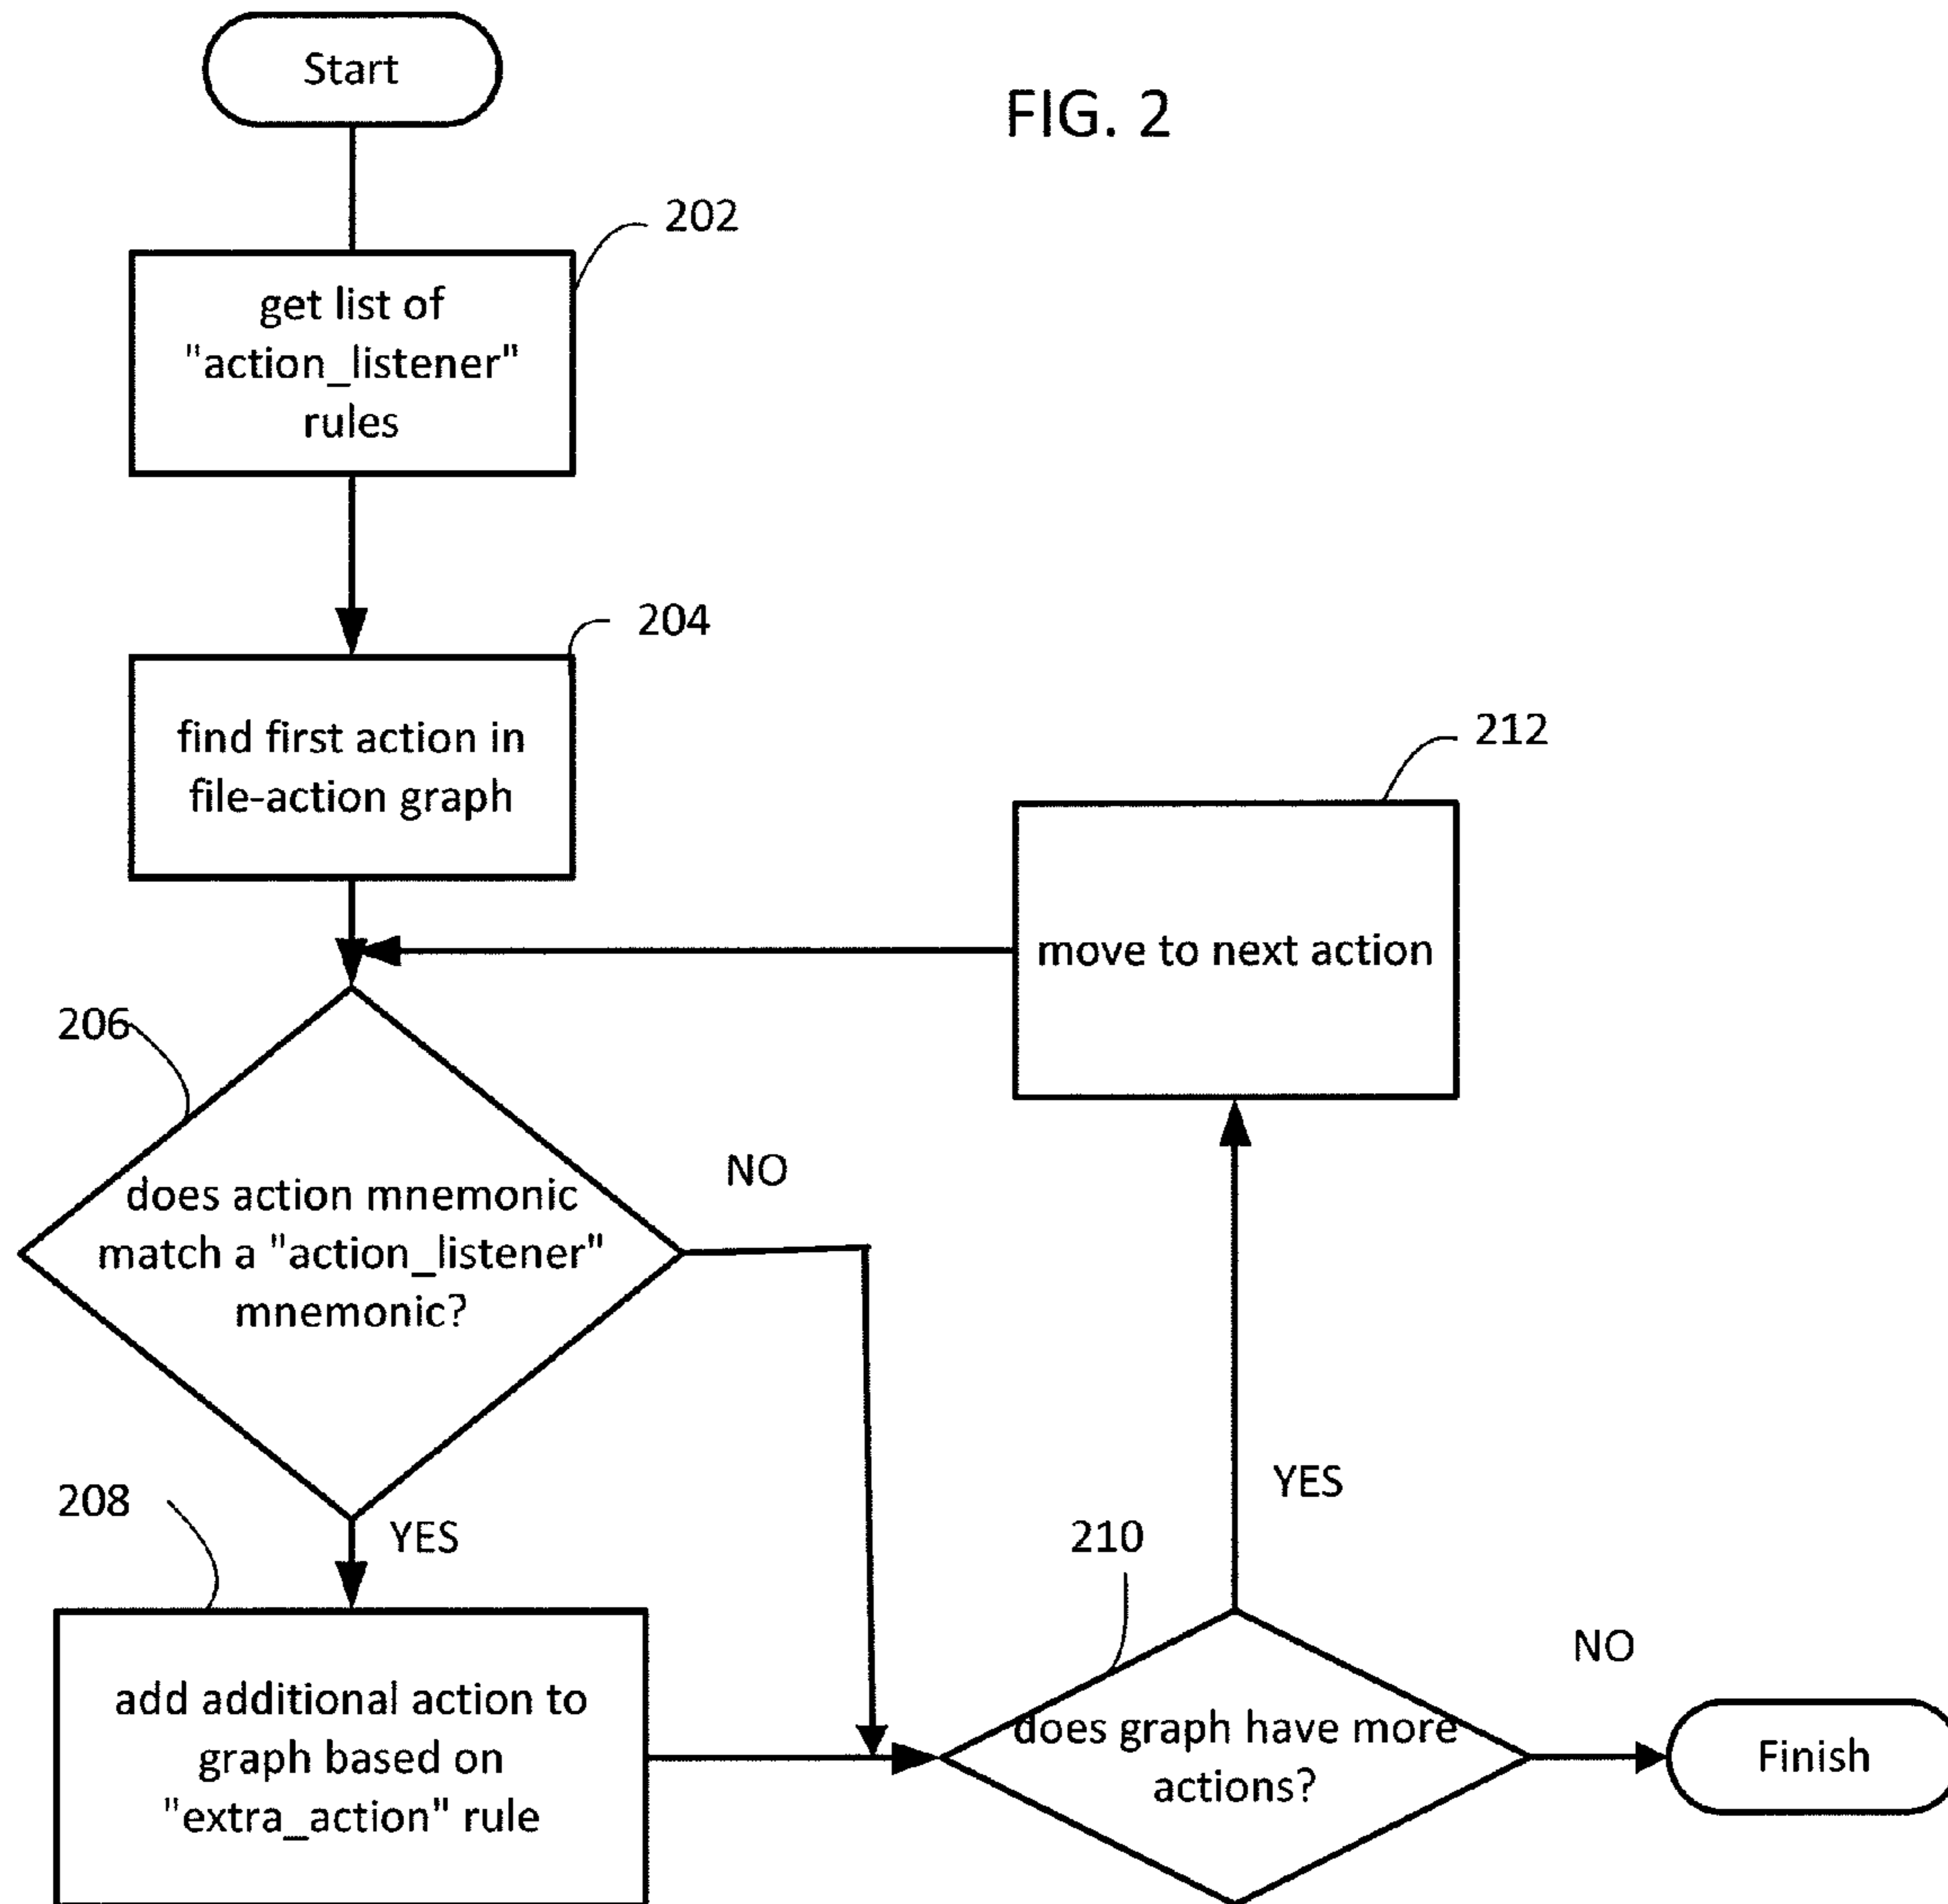 Start
FIG. 2
202
get list of
"action_listener"
rules
204
find first action in
file-action graph
212
move to next action
206
does action mnemonic
match a "action_listener"
mnemonic?
NO
YES
208
add additional action to
graph based on
"extra_action" rule
210
does graph have more
actions?
YES
NO
Finish